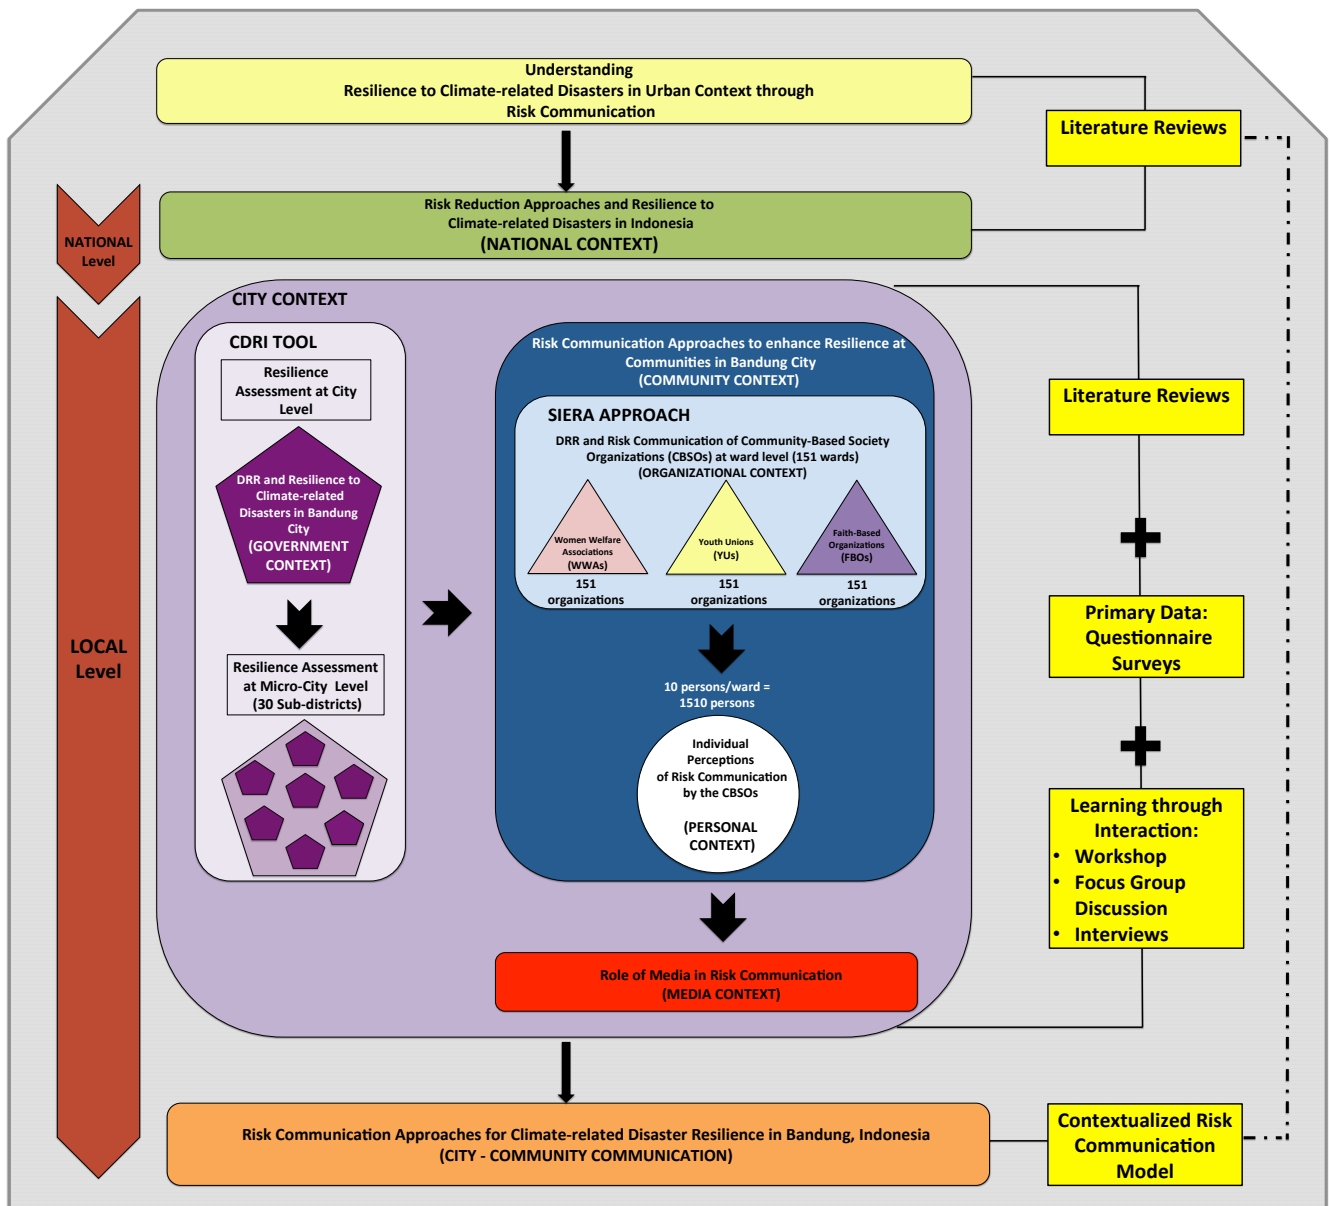 Understanding
Resilience to Climate-related Disasters in Urban Context through
Risk Communication
Literature Reviews
Risk Reduction Approaches and Resilience to
Climate-related Disasters in Indonesia
(NATIONAL CONTEXT)
NATIONAL
Level
CITY CONTEXT
CDRI TOOL
Resilience
Assessment at City
Level
DRR and Resilience to
Climate-related
Disasters in Bandung
City
(GOVERNMENT
CONTEXT)
Resilience Assessment
at Micro-City Level
(30 Sub-districts)
Risk Communication Approaches to enhance Resilience at
Communities in Bandung City
(COMMUNITY CONTEXT)
SIERA APPROACH
DRR and Risk Communication of Community-Based Society
Organizations (CBSOs) at ward level (151 wards)
(ORGANIZATIONAL CONTEXT)
Women Welfare
Associations
(WWAs)
151
organizations
Youth Unions
(YUs)
151
organizations
Faith-Based
Organizations
(FBOs)
151
organizations
10 persons/ward =
1510 persons
Individual
Perceptions
of Risk Communication
by the CBSOs
(PERSONAL
CONTEXT)
Role of Media in Risk Communication
(MEDIA CONTEXT)
LOCAL
Level
Literature Reviews
Primary Data:
Questionnaire
Surveys
Learning through
Interaction:
• Workshop
• Focus Group
Discussion
• Interviews
Risk Communication Approaches for Climate-related Disaster Resilience in Bandung, Indonesia
(CITY - COMMUNITY COMMUNICATION)
Contextualized Risk
Communication
Model